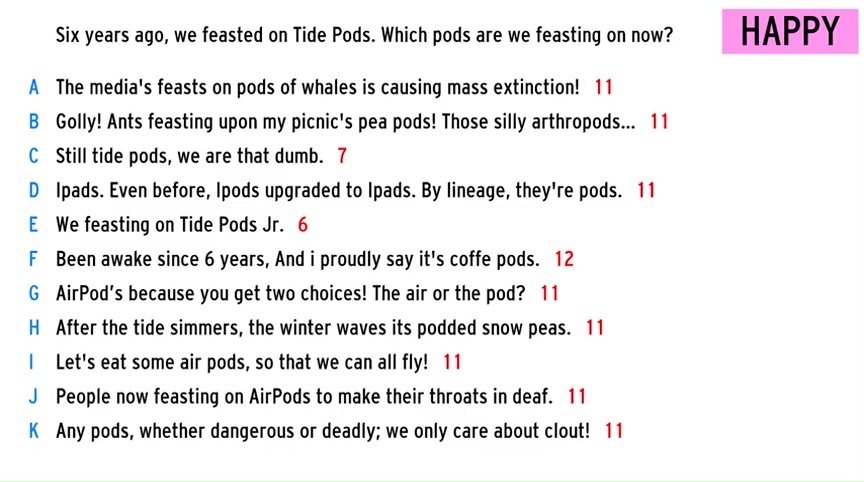 Six years ago, we feasted on Tide Pods. Which pods are we feasting on now?
HAPPY
A The media's feasts on pods of whales is causing mass extinction! 11
B Golly! Ants feasting upon my picnic's pea pods! Those silly arthropods... 11
C Still tide pods, we are that dumb. 7
D Ipads. Even before, Ipods upgraded to Ipads. By lineage, they're pods. 11
E We feasting on Tide Pods Jr. 6
F Been awake since 6 years, And i proudly say it's coffe pods. 12
G AirPod's because you get two choices! The air or the pod? 11
H After the tide simmers, the winter waves its podded snow peas. 11
I Let's eat some air pods, so that we can all fly! 11
J People now feasting on AirPods to make their throats in deaf. 11
K Any pods, whether dangerous or deadly; we only care about clout! 11